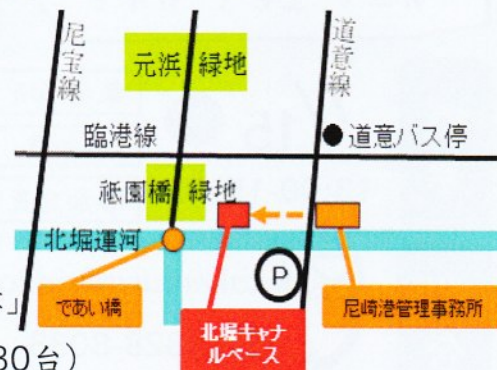 尼宝線
元浜 緑地
道意線
臨港線
道意バス停
祇園橋 緑地
北堀運河
P
であい橋
北堀キャナ
ルベース
尼崎港管理事務所
」
30台）